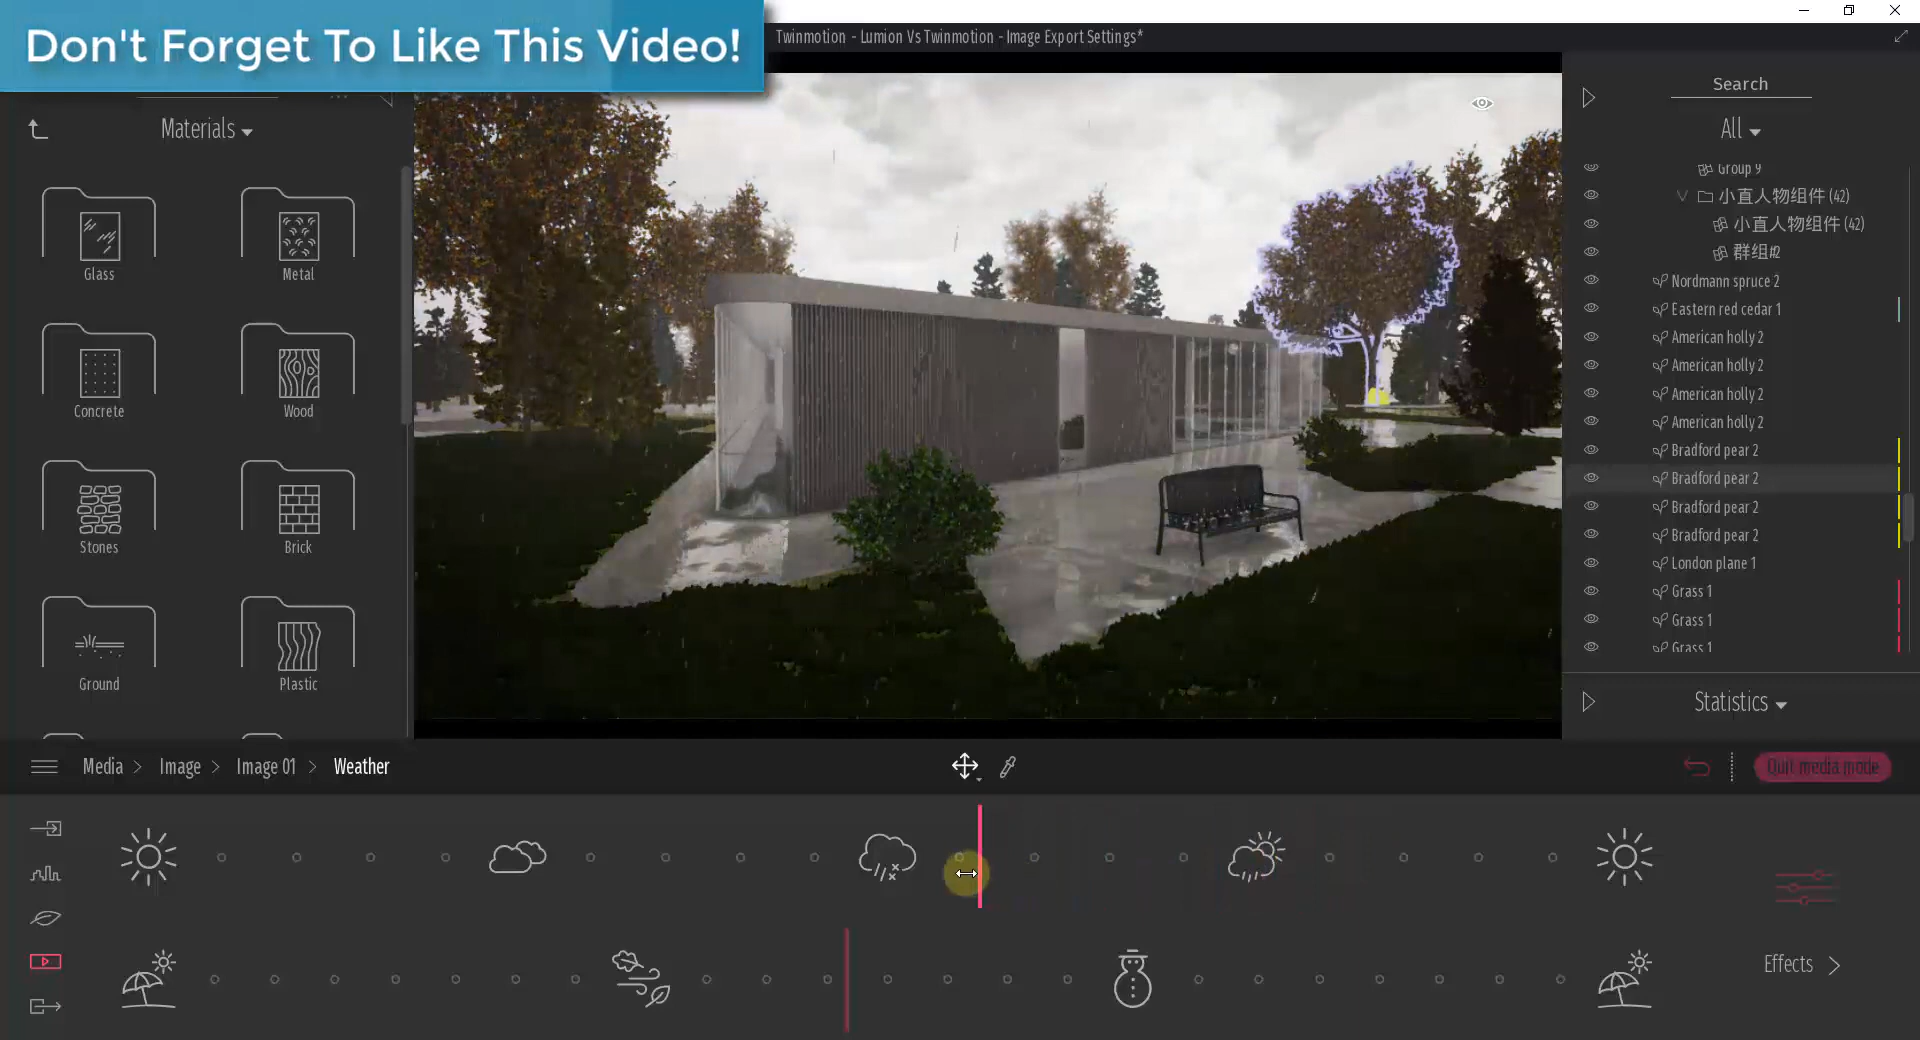 Don't Forget To Like This Video!
Twinmotion - Lumion Vs Twinmotion - Image Export Settings*
Materials
Glass
Metal
Concrete
Wood
Stones
Brick
Ground
Plastic
Search
All
Group 9
小直人物组件 (42)
小直人物组件 (42)
群组#2
Nordmann spruce 2
Eastern red cedar 1
American holly 2
American holly 2
American holly 2
American holly 2
Bradford pear 2
Bradford pear 2
Bradford pear 2
Bradford pear 2
London plane 1
Grass 1
Grass 1
Grass 1
Statistics
Media > Image > Image 01 > Weather
Quit media mode
Effects